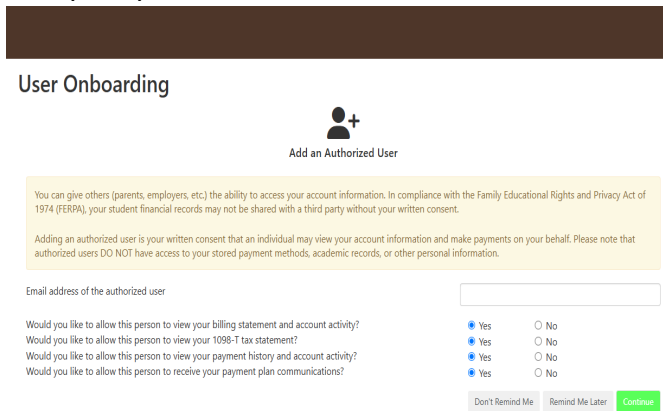 User Onboarding
Add an Authorized User
You can give others (parents, employers, etc.) the ability to access your account information. In compliance with the Family Educational Rights and Privacy Act of
1974 (FERPA), your student financial records may not be shared with a third party without your written consent.
Adding an authorized user is your written consent that an individual may view your account information and make payments on your behalf. Please note that
authorized users DO NOT have access to your stored payment methods, academic records, or other personal information.
Email address of the authorized user
Would you like to allow this person to view your billing statement and account activity? Yes No
Would you like to allow this person to view your 1098-T tax statement? Yes No
Would you like to allow this person to view your payment history and account activity? Yes No
Would you like to allow this person to receive your payment plan communications? Yes No
Don't Remind Me Remind Me Later Continue